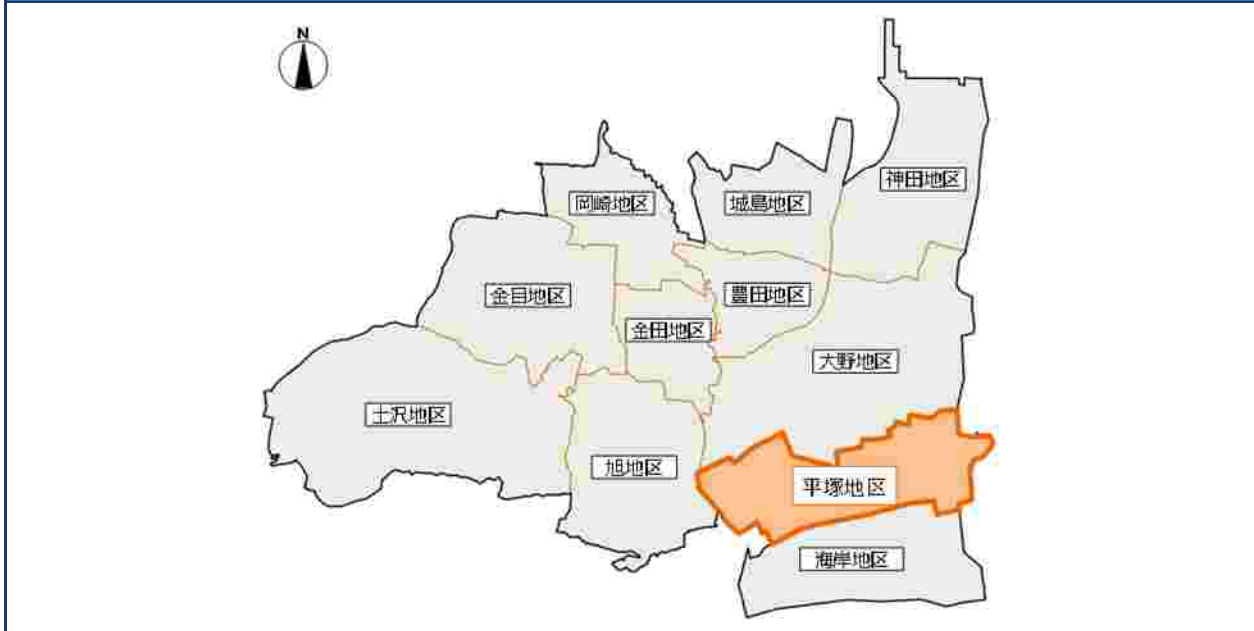 N
神田地区
岡崎地区
城島地区
金目地区
豊田地区
金田地区
大野地区
土沢地区
旭地区
平塚地区
海岸地区